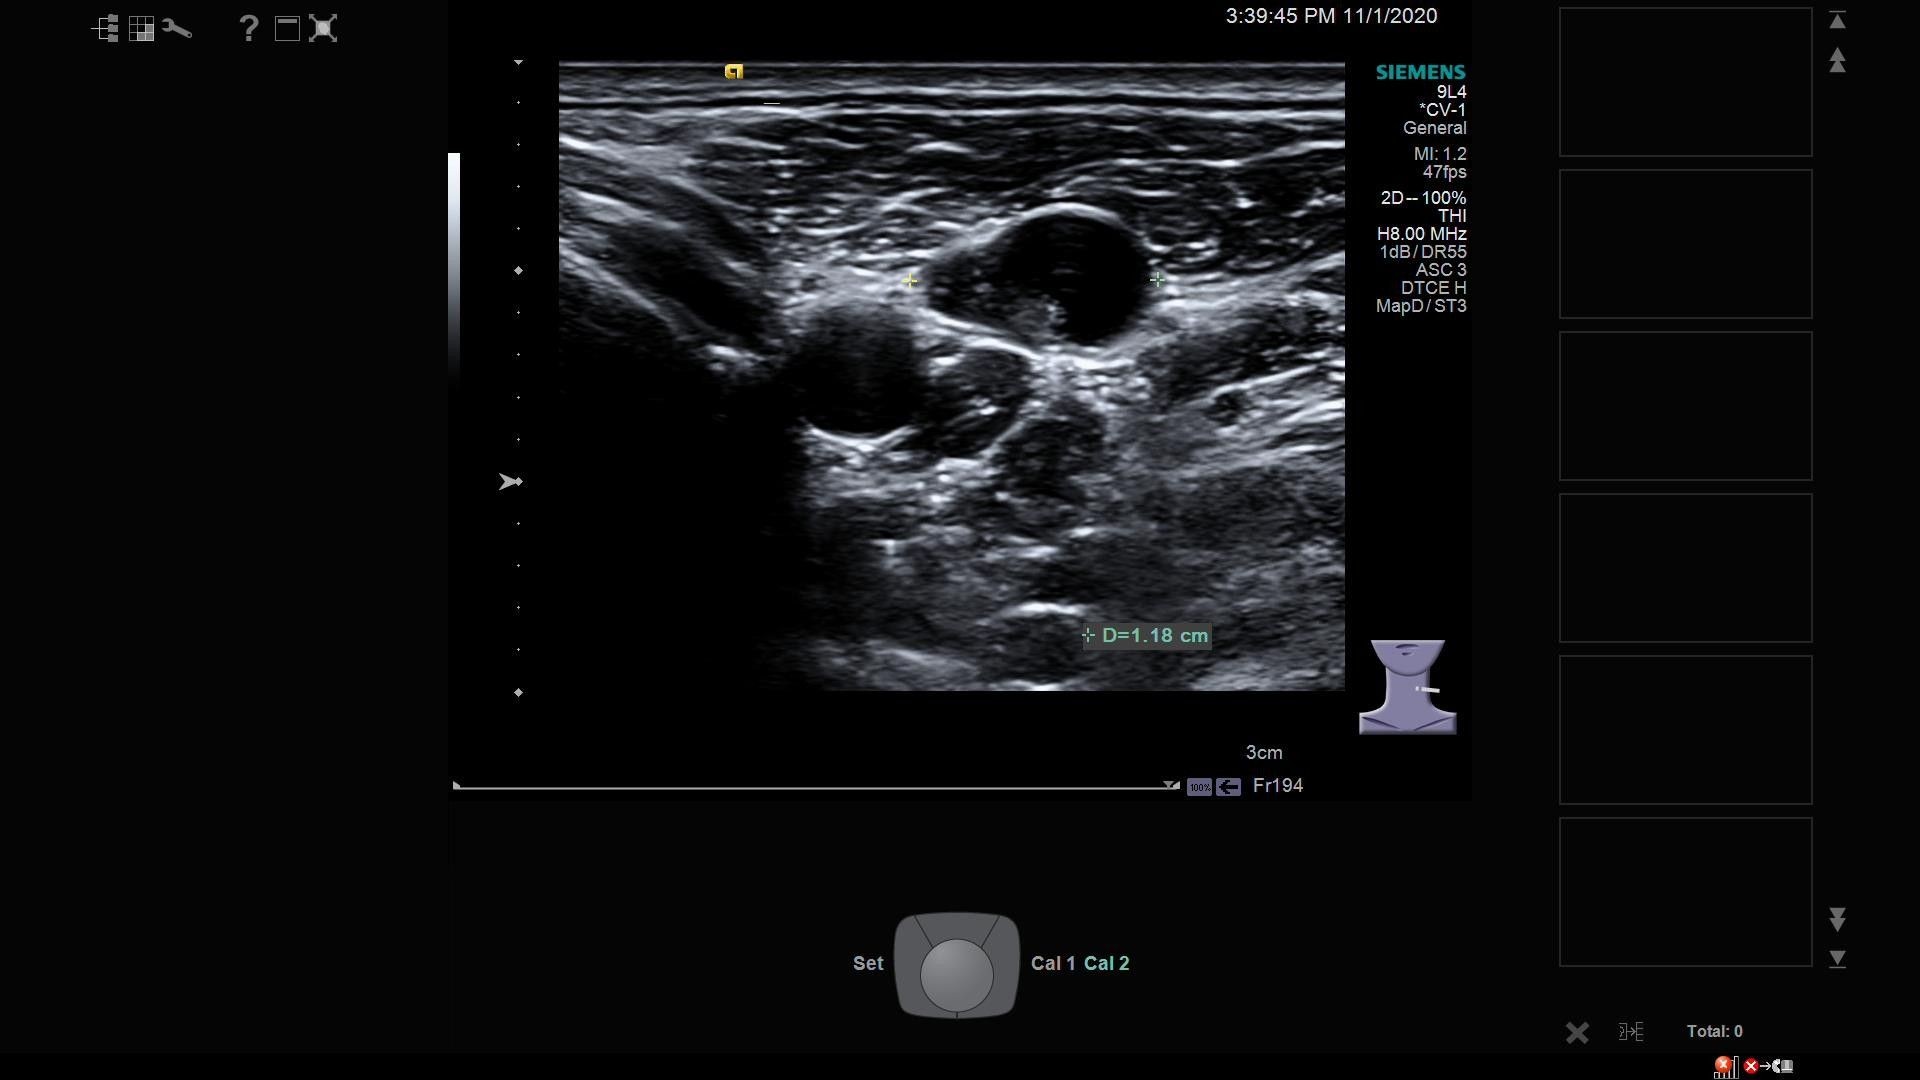 ?
3:39:45 PM 11/1/2020
SIEMENS
9L4
*CV-1
General
MI: 1.2
47fps
2D--100%
THI
H8.00 MHz
1dB/DR55
ASC 3
DTCE H
MapD/ST3
D=1.18 cm
3cm
100%
Fr194
Set
Cal 1 Cal 2
Total: 0